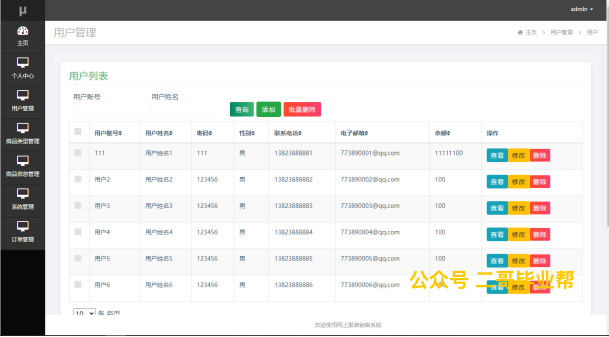 μ
admin
用户管理
主页 > 用户管理 > 用户
主页
个人中心
用户管理
商品类型管理
商品信息管理
系统管理
订单管理
用户列表
用户账号 用户姓名
查询 添加 批量删除
用户账号 用户姓名 密码 性别 联系电话 电子邮箱 余额 操作
111 用户姓名1 111 男 13823888881 773890001@qq.com 11111100 查看 修改 删除
用户2 用户姓名2 123456 男 13823888882 773890002@qq.com 100 查看 修改 删除
用户3 用户姓名3 123456 男 13823888883 773890003@qq.com 100 查看 修改 删除
用户4 用户姓名4 123456 男 13823888884 773890004@qq.com 100 查看 修改 删除
用户5 用户姓名5 123456 男 13823888885 773890005@qq.com 100 查看 修改 删除
用户6 用户姓名6 123456 男 13823888886 773890006@qq.com 查看 修改 删除
公众号 二哥毕业帮
10 条 每页
欢迎使用网上服装销售系统